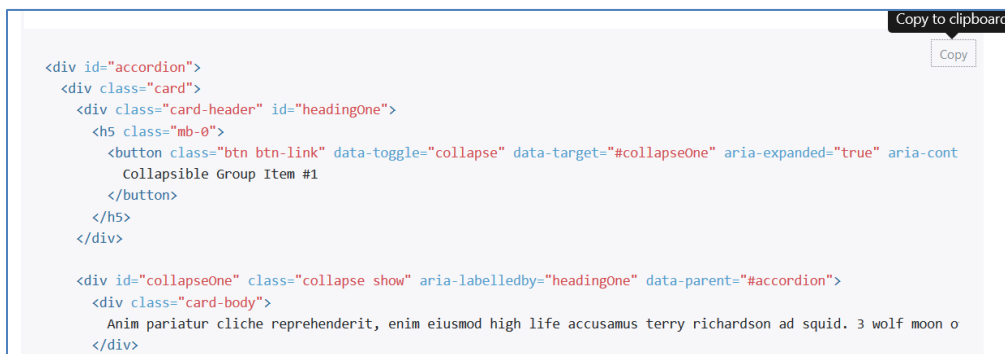 Copy to clipboard
Copy
<div id="accordion">
<div class="card">
<div class="card-header" id="headingOne">
<h5 class="mb-0">
<button class="btn btn-link" data-toggle="collapse" data-target="#collapseOne" aria-expanded="true" aria-cont
Collapsible Group Item #1
</button>
</h5>
</div>
<div id="collapseOne" class="collapse show" aria-labelledby="headingOne" data-parent="#accordion">
<div class="card-body">
Anim pariatur cliche reprehenderit, enim eiusmod high life accusamus terry richardson ad squid. 3 wolf moon o
</div>